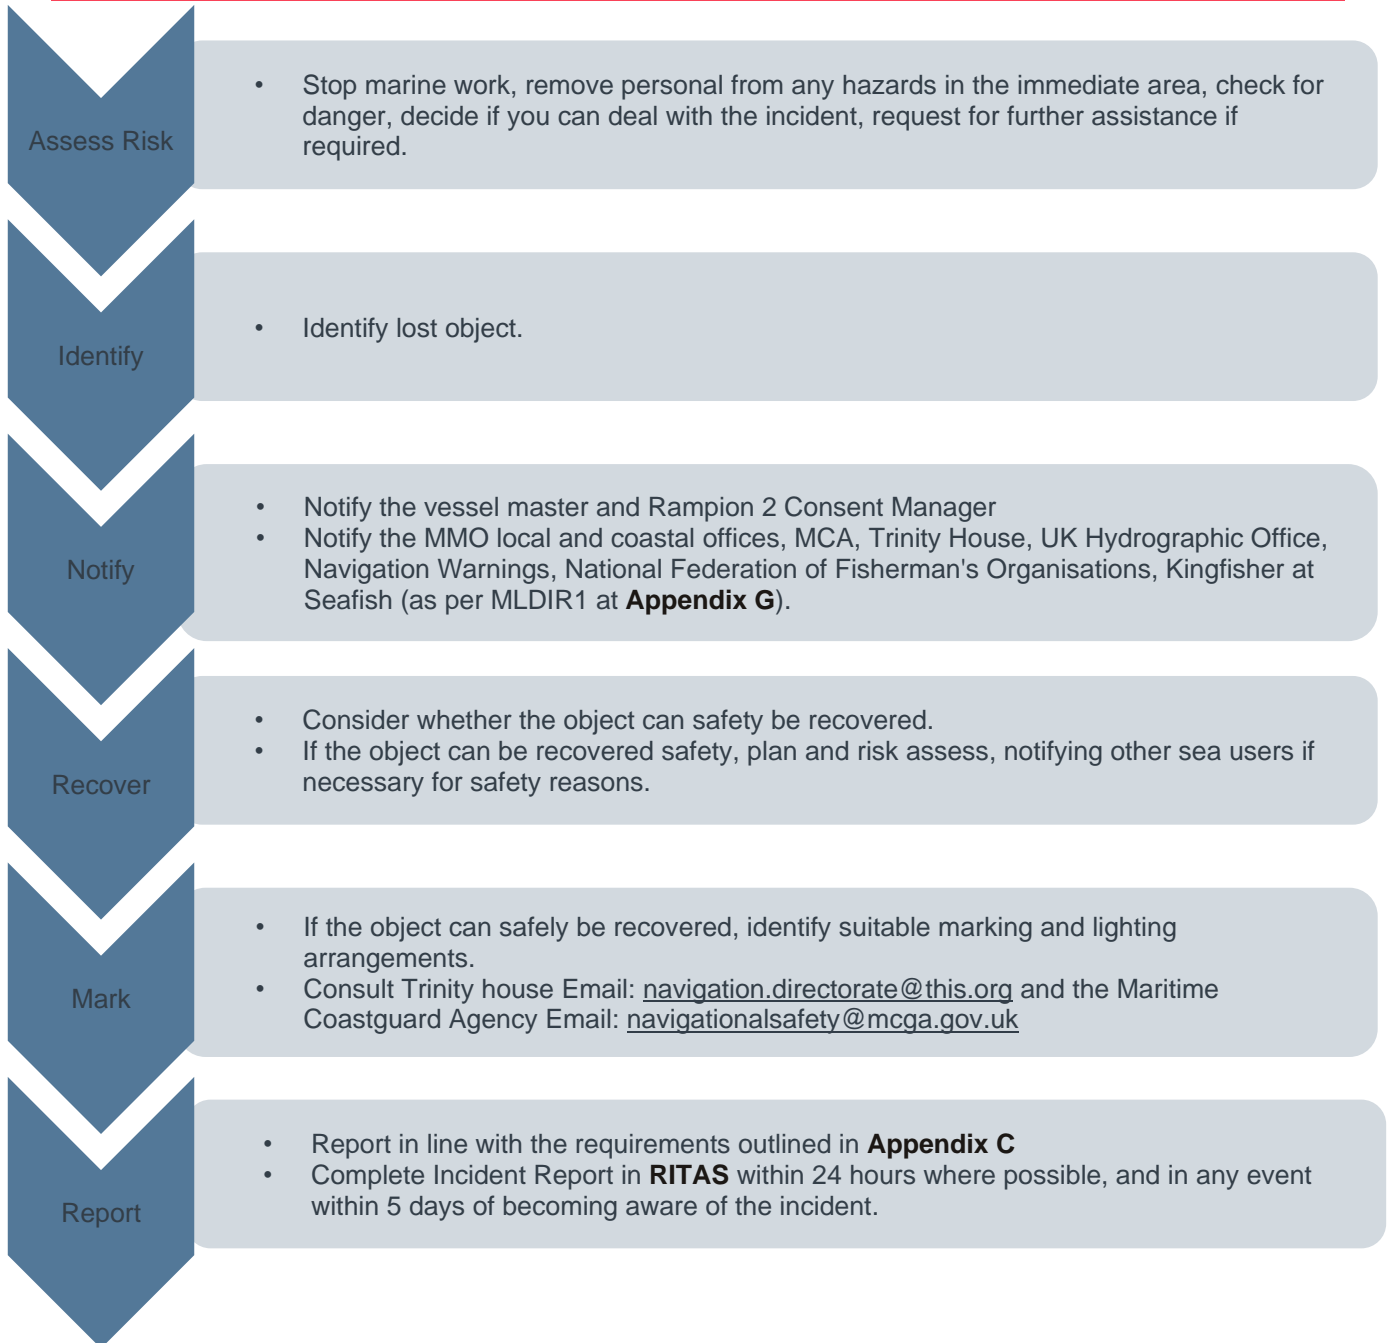 Assess Risk
• Stop marine work, remove personal from any hazards in the immediate area, check for
danger, decide if you can deal with the incident, request for further assistance if
required.
Identify
• Identify lost object.
Notify
• Notify the vessel master and Rampion 2 Consent Manager
• Notify the MMO local and coastal offices, MCA, Trinity House, UK Hydrographic Office,
Navigation Warnings, National Federation of Fisherman's Organisations, Kingfisher at
Seafish (as per MLDIR1 at Appendix G).
Recover
• Consider whether the object can safety be recovered.
• If the object can be recovered safety, plan and risk assess, notifying other sea users if
necessary for safety reasons.
Mark
• If the object can safely be recovered, identify suitable marking and lighting
arrangements.
• Consult Trinity house Email: navigation.directorate@this.org and the Maritime
Coastguard Agency Email: navigationalsafety@mcga.gov.uk
Report
• Report in line with the requirements outlined in Appendix C
• Complete Incident Report in RITAS within 24 hours where possible, and in any event
within 5 days of becoming aware of the incident.